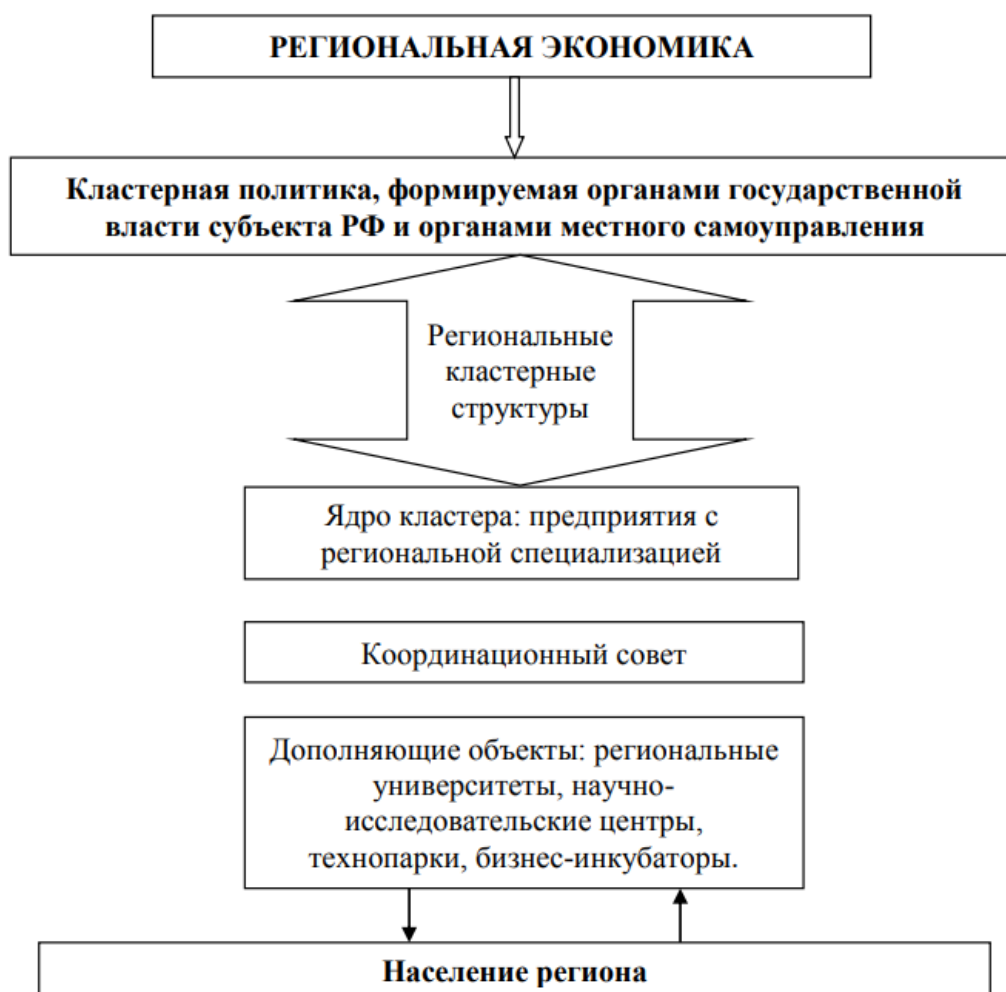 РЕГИОНАЛЬНАЯ ЭКОНОМИКА
Кластерная политика, формируемая органами государственной
власти субъекта РФ и органами местного самоуправления
Региональные
кластерные
структуры
Ядро кластера: предприятия с
региональной специализацией
Координационный совет
Дополняющие объекты: региональные
университеты, научно-
исследовательские центры,
технопарки, бизнес-инкубаторы.
Население региона